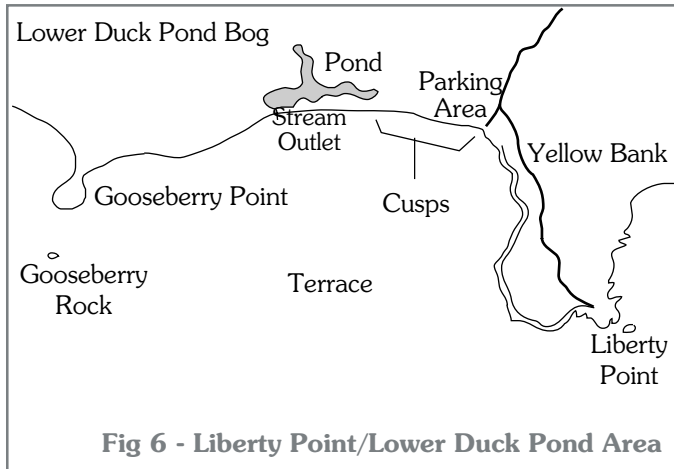 Lower Duck Pond Bog
Pond
Parking
Area
Stream
Outlet
Yellow Bank
Gooseberry Point
Cusps
Gooseberry
Rock
Terrace
Liberty
Point
Fig 6 - Liberty Point/Lower Duck Pond Area